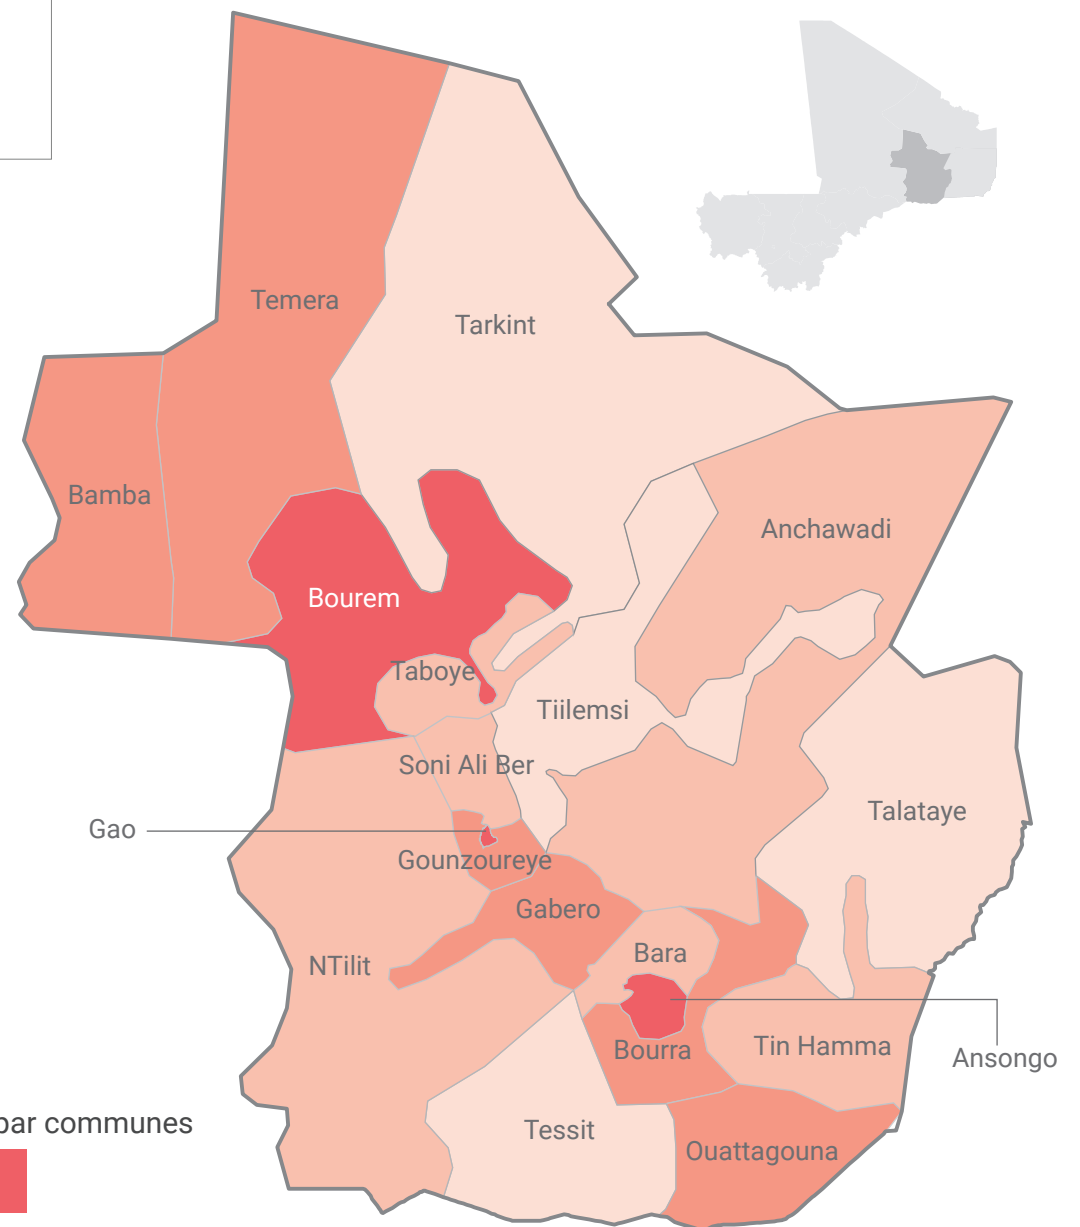 Temera
Tarkint
Bamba
Anchawadi
Bourem
Taboye
Tiilemsi
Soni Ali Ber
Talataye
Gao
Gounzoureye
Gabero
Bara
NTilit
Bourra
Tin Hamma
Ansongo
par communes
Tessit
Ouattagouna